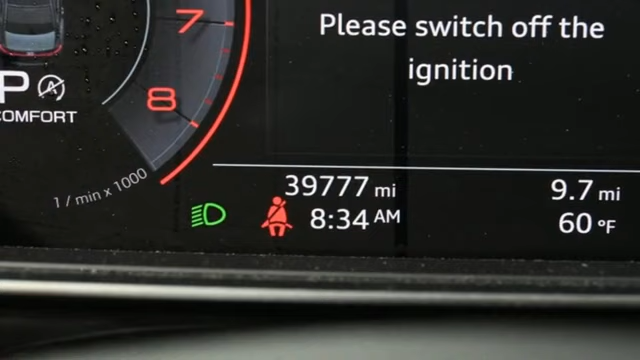 Please switch off the
ignition
7
8
P
COMFORT
1 / min x 1000
39777 mi
9.7 mi
8:34 AM
60 °F